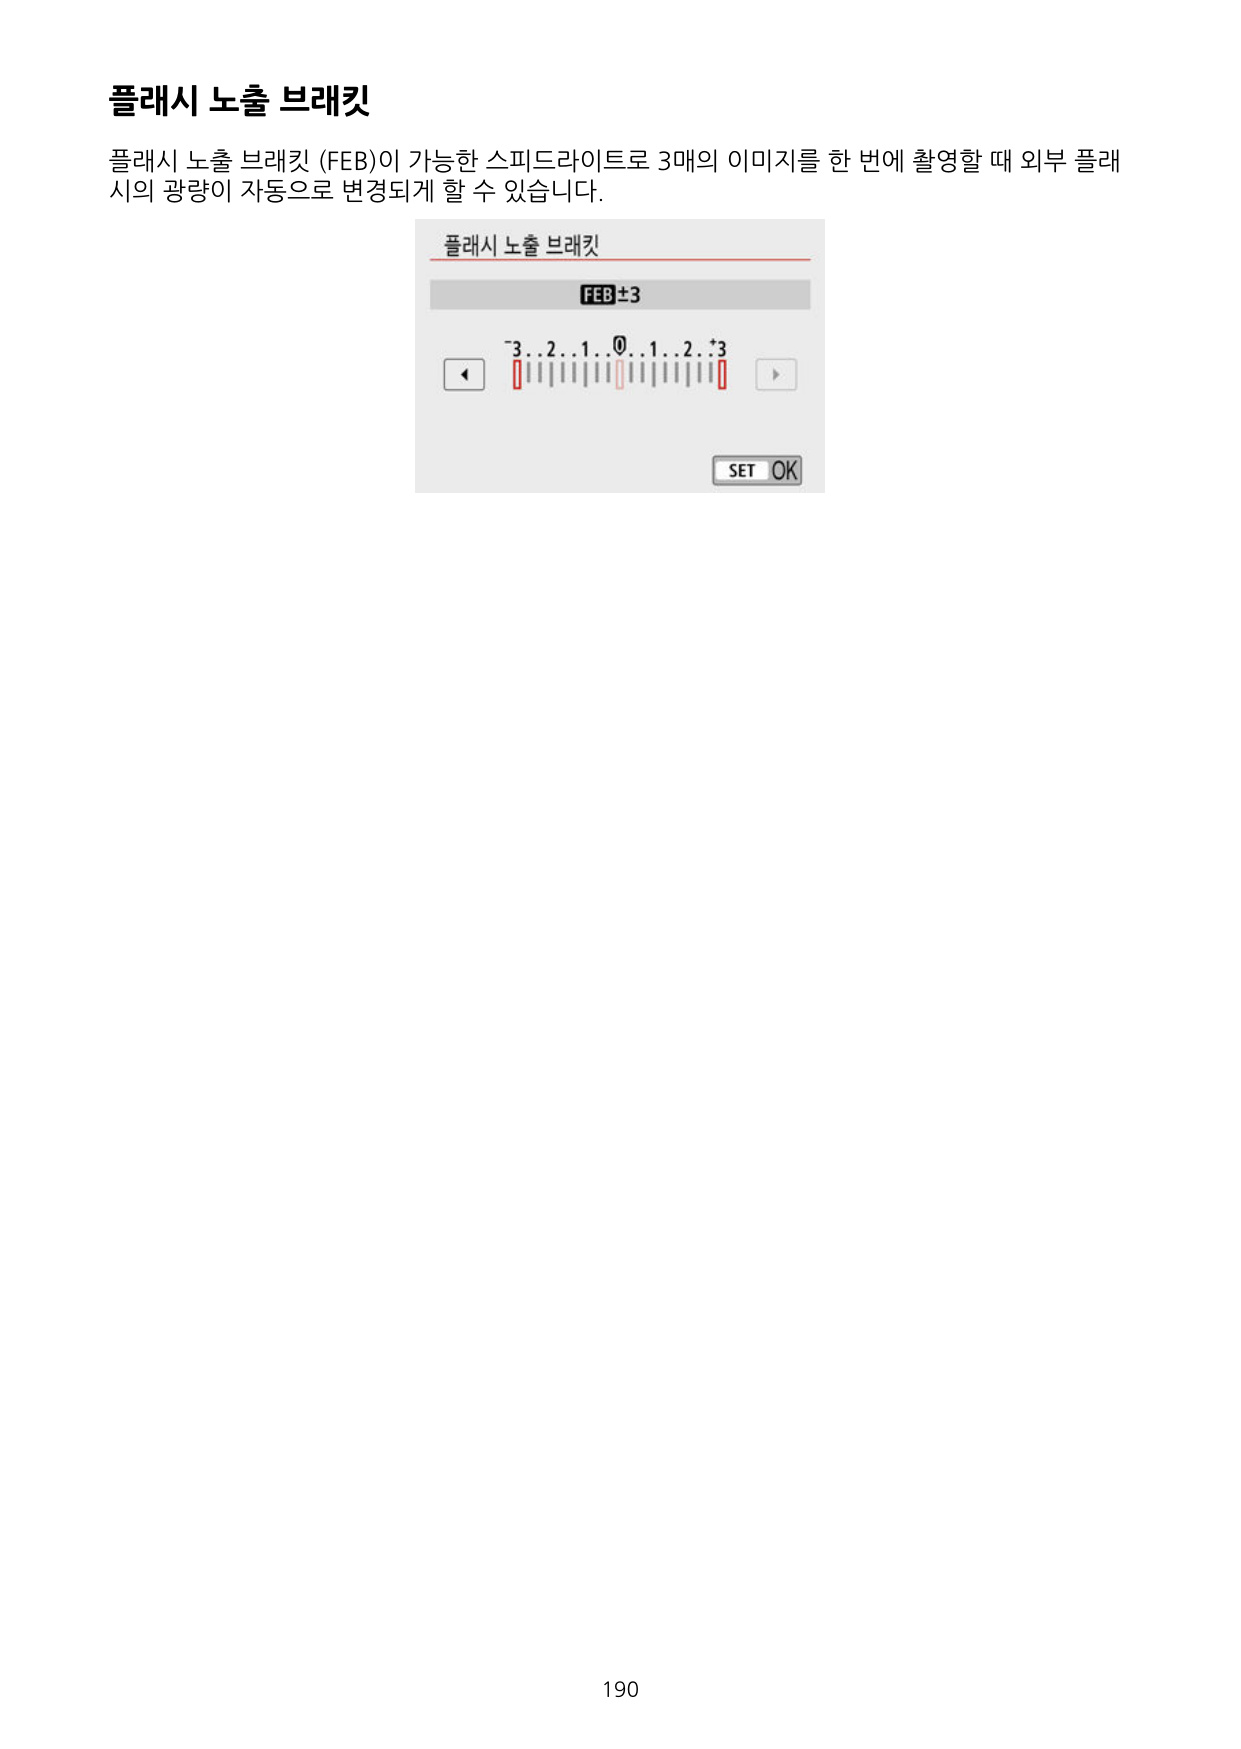 플래시 노출 브래킷
플래시 노출 브래킷 (FEB)이 가능한 스피드라이트로 3매의 이미지를 한 번에 촬영할 때 외부 플래
시의 광량이 자동으로 변경되게 할 수 있습니다.
플래시 노출 브래킷
FEB±3
-3..2..1..0..1..2..+3
SET OK
190